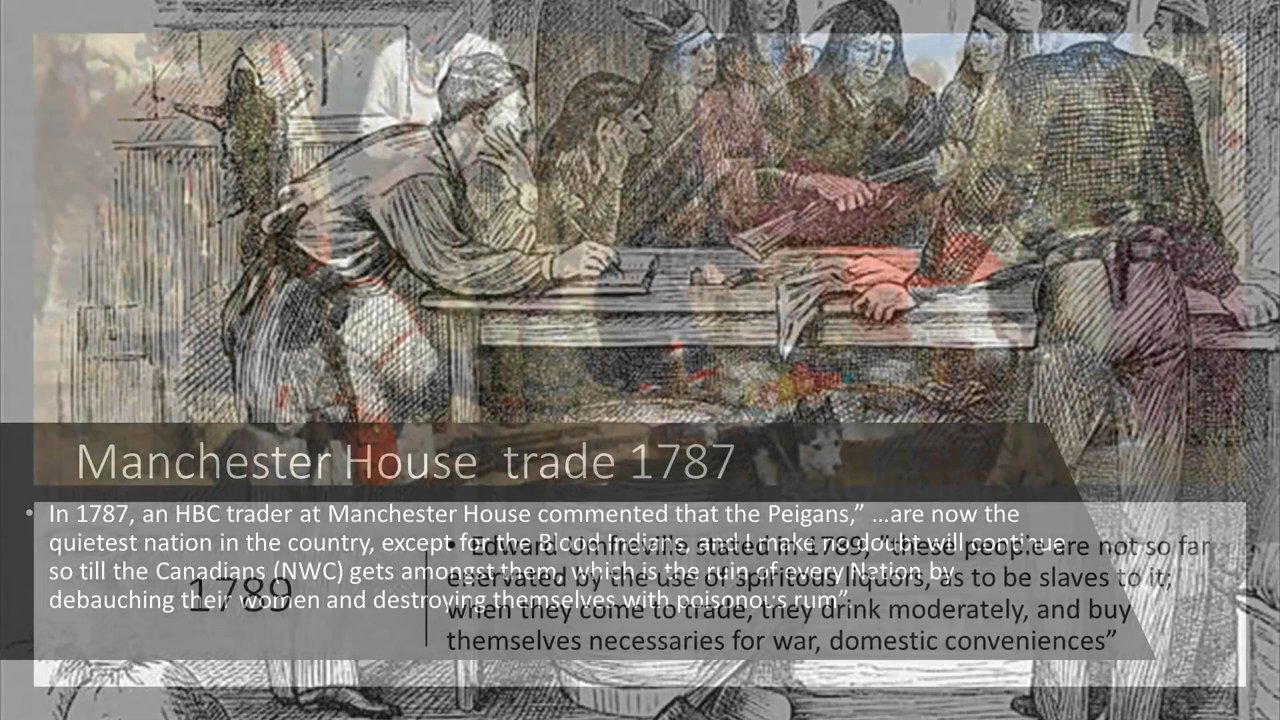 Manchester House  trade 1787
• In 1787, an HBC trader at Manchester House commented that the Peigans,” …are now the
quietest nation in the country, except for the Blood Indians, and I make no doubt will continue
so till the Canadians (NWC) gets amongst them, which is the ruin of every Nation by
debauching their women and destroying themselves with poisonous rum”
1789
• Edward Umfreville stated in 1789, ”these people are not so far
enervated by the use of spiritous liquors, as to be slaves to it;
when they come to trade, they drink moderately, and buy
themselves necessaries for war, domestic conveniences”